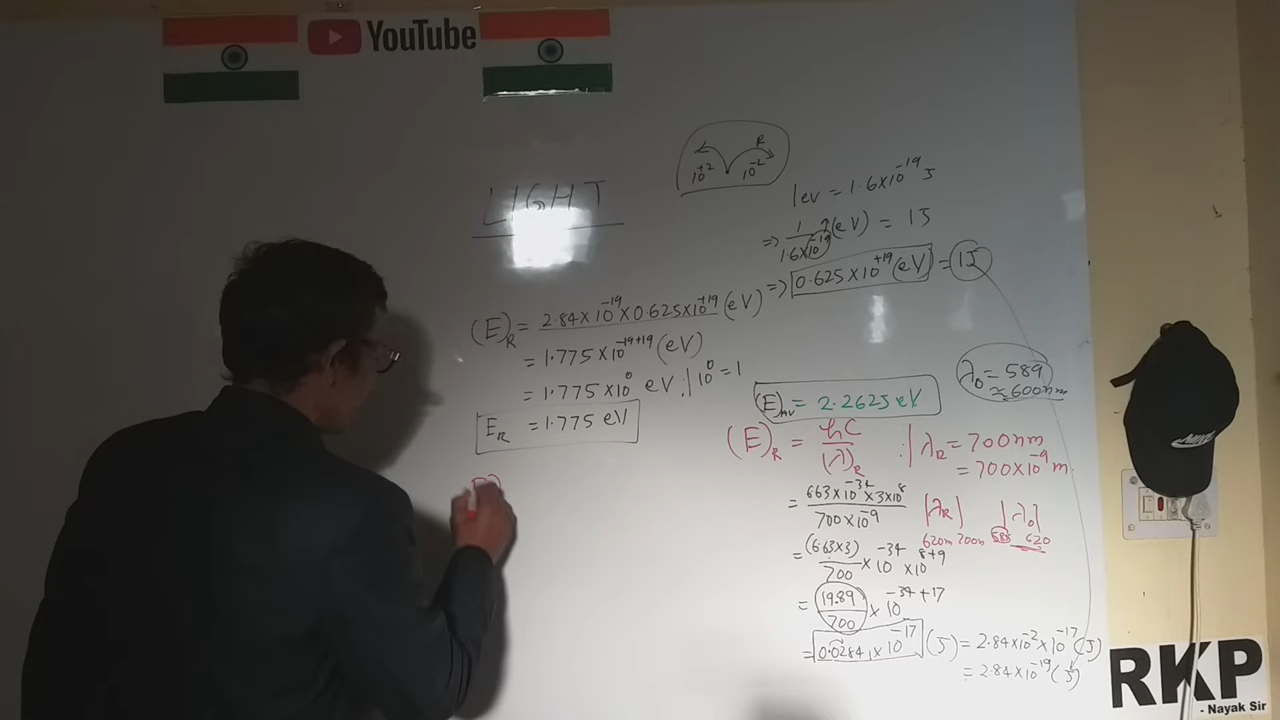 YouTube
LIGHT
R
10⁺² 10⁻²
1ev = 1.6×10⁻¹⁹J
⇒ 1/1.6×10⁻¹⁹ (eV) = 1J
⇒ 0.625×10⁺¹⁹(eV) = 1J
(E)R = 2.84×10⁻¹⁹×0.625×10⁺¹⁹ (eV)
= 1.775×10⁻¹⁹⁺¹⁹ (eV)
= 1.775×10⁰ eV ∴| 10⁰ = 1
ER = 1.775 eV
λ₀ = 589
≈ 600nm
(E)hν = 2.2625 eV
(E)R = hC/(λ)R ∴| λR = 700nm
= 700×10⁻⁹ m.
= 6.63×10⁻³⁴×3×10⁸/700×10⁻⁹
|λR| |λ₀|
= (6.63×3)/700 × 10⁻³⁴ × 10⁸⁺⁹
= 19.89/700 × 10⁻³⁴⁺¹⁷
= 0.0284 × 10⁻¹⁷ (J) = 2.84×10⁻²×10⁻¹⁷ (J)
= 2.84×10⁻¹⁹ (J)
RKP
- Nayak Sir